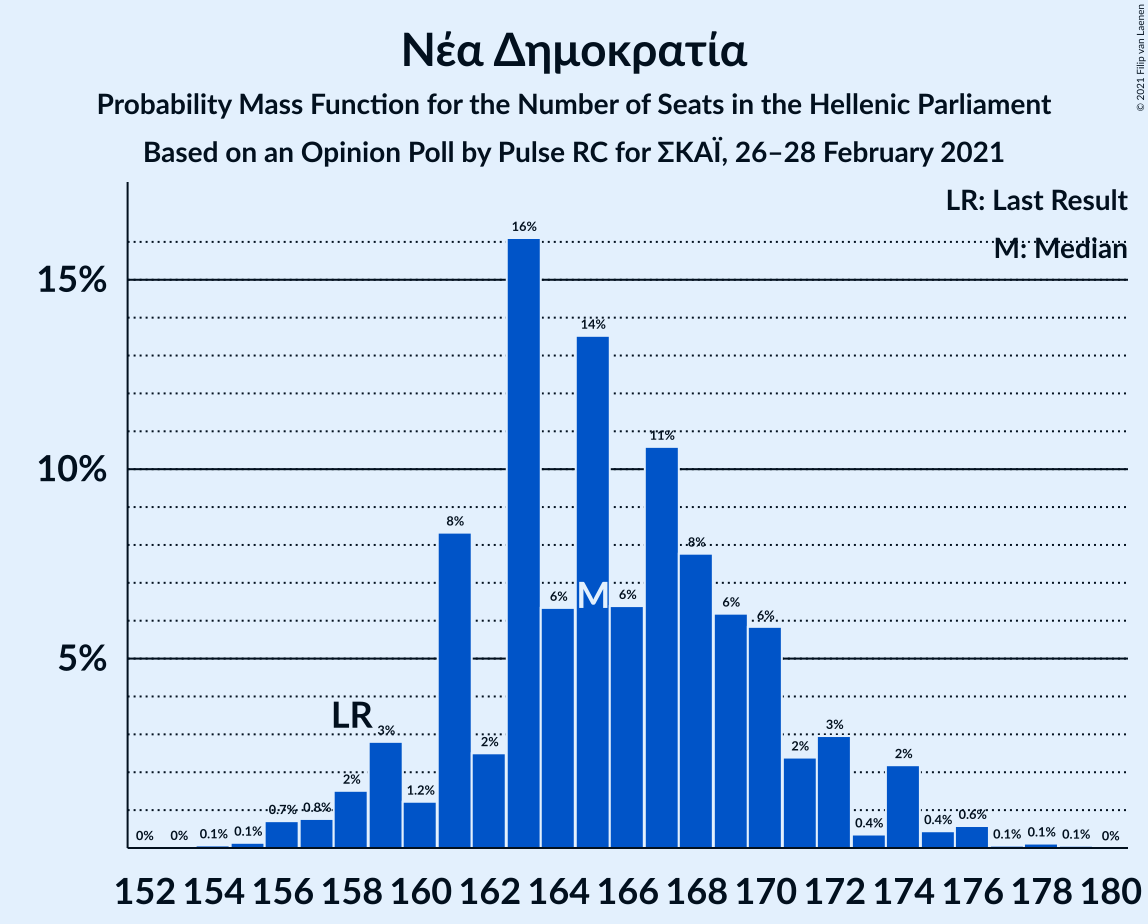 Νέα Δημοκρατία
Probability Mass Function for the Number of Seats in the Hellenic Parliament
Based on an Opinion Poll by Pulse RC for ΣΚΑΪ, 26–28 February 2021
© 2021 Filip van Laenen
LR: Last Result
M: Median
15%
10%
5%
0% 0% 0.1% 0.1% 0.7% 0.8% 2% 3% 1.2% 8% 2% 16% 6% 14% 6% 11% 8% 6% 6% 2% 3% 0.4% 2% 0.4% 0.6% 0.1% 0.1% 0.1% 0%
LR
M
152 154 156 158 160 162 164 166 168 170 172 174 176 178 180